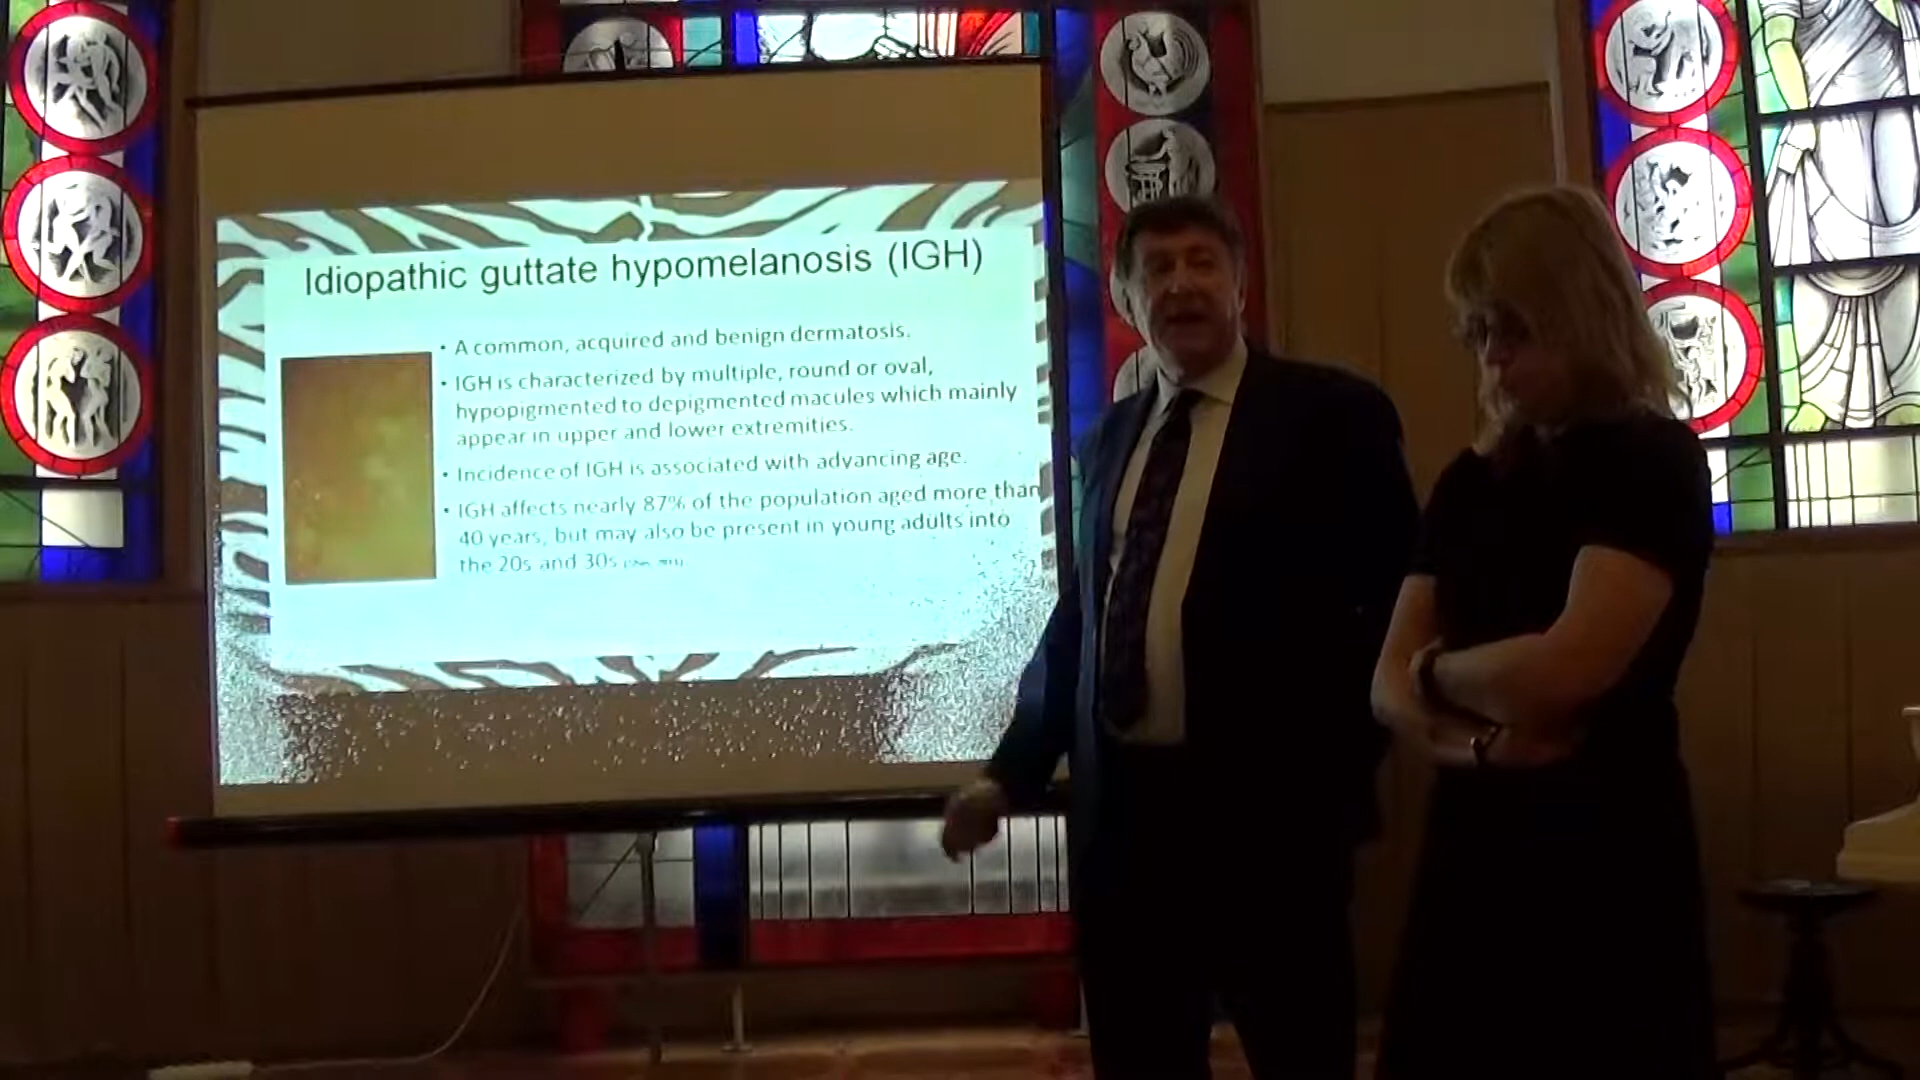 Idiopathic guttate hypomelanosis (IGH)
• A common, acquired and benign dermatosis.
• IGH is characterized by multiple, round or oval,
hypopigmented to depigmented macules which mainly
appear in upper and lower extremities.
• Incidence of IGH is associated with advancing age.
• IGH affects nearly 87% of the population aged more than
40 years, but may also be present in young adults into
the 20s and 30s